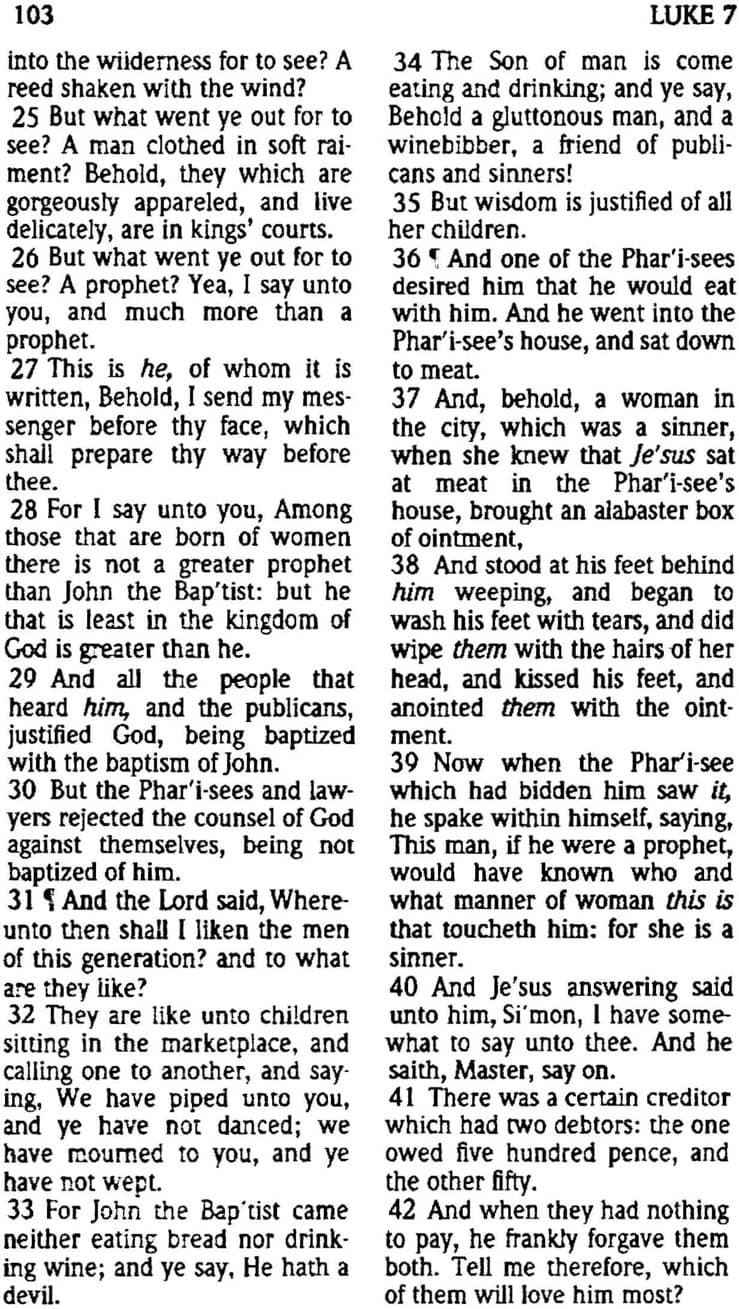 103
LUKE 7
into the wilderness for to see? A
reed shaken with the wind?
25 But what went ye out for to
see? A man clothed in soft rai-
ment? Behold, they which are
gorgeously appareled, and live
delicately, are in kings' courts.
26 But what went ye out for to
see? A prophet? Yea, I say unto
you, and much more than a
prophet.
27 This is he, of whom it is
written, Behold, I send my mes-
senger before thy face, which
shall prepare thy way before
thee.
28 For I say unto you, Among
those that are born of women
there is not a greater prophet
than John the Bap'tist: but he
that is least in the kingdom of
God is greater than he.
29 And all the people that
heard him, and the publicans,
justified God, being baptized
with the baptism of John.
30 But the Phar'i-sees and law-
yers rejected the counsel of God
against themselves, being not
baptized of him.
31 ¶ And the Lord said, Where-
unto then shall I liken the men
of this generation? and to what
are they like?
32 They are like unto children
sitting in the marketplace, and
calling one to another, and say-
ing, We have piped unto you,
and ye have not danced; we
have mourned to you, and ye
have not wept.
33 For John the Bap'tist came
neither eating bread nor drink-
ing wine; and ye say, He hath a
devil.
34 The Son of man is come
eating and drinking; and ye say,
Behold a gluttonous man, and a
winebibber, a friend of publi-
cans and sinners!
35 But wisdom is justified of all
her children.
36 ¶ And one of the Phar'i-sees
desired him that he would eat
with him. And he went into the
Phar'i-see's house, and sat down
to meat.
37 And, behold, a woman in
the city, which was a sinner,
when she knew that Je'sus sat
at meat in the Phar'i-see's
house, brought an alabaster box
of ointment,
38 And stood at his feet behind
him weeping, and began to
wash his feet with tears, and did
wipe them with the hairs of her
head, and kissed his feet, and
anointed them with the oint-
ment.
39 Now when the Phar'i-see
which had bidden him saw it,
he spake within himself, saying,
This man, if he were a prophet,
would have known who and
what manner of woman this is
that toucheth him: for she is a
sinner.
40 And Je'sus answering said
unto him, Si'mon, I have some-
what to say unto thee. And he
saith, Master, say on.
41 There was a certain creditor
which had two debtors: the one
owed five hundred pence, and
the other fifty.
42 And when they had nothing
to pay, he frankly forgave them
both. Tell me therefore, which
of them will love him most?